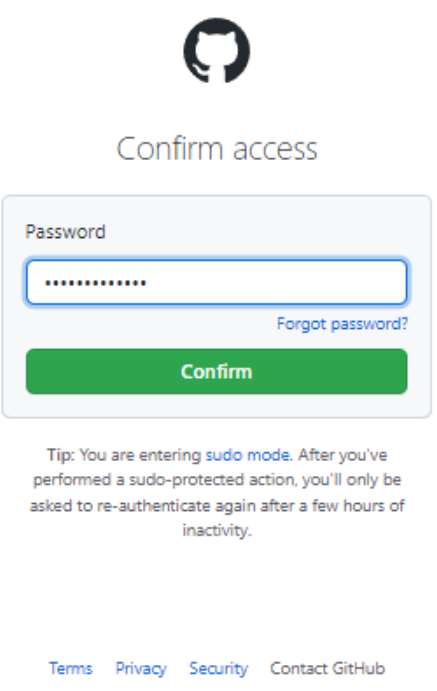 Confirm access
Password
•••••••••••••
Forgot password?
Confirm
Tip: You are entering sudo mode. After you've
performed a sudo-protected action, you'll only be
asked to re-authenticate again after a few hours of
inactivity.
Terms Privacy Security Contact GitHub